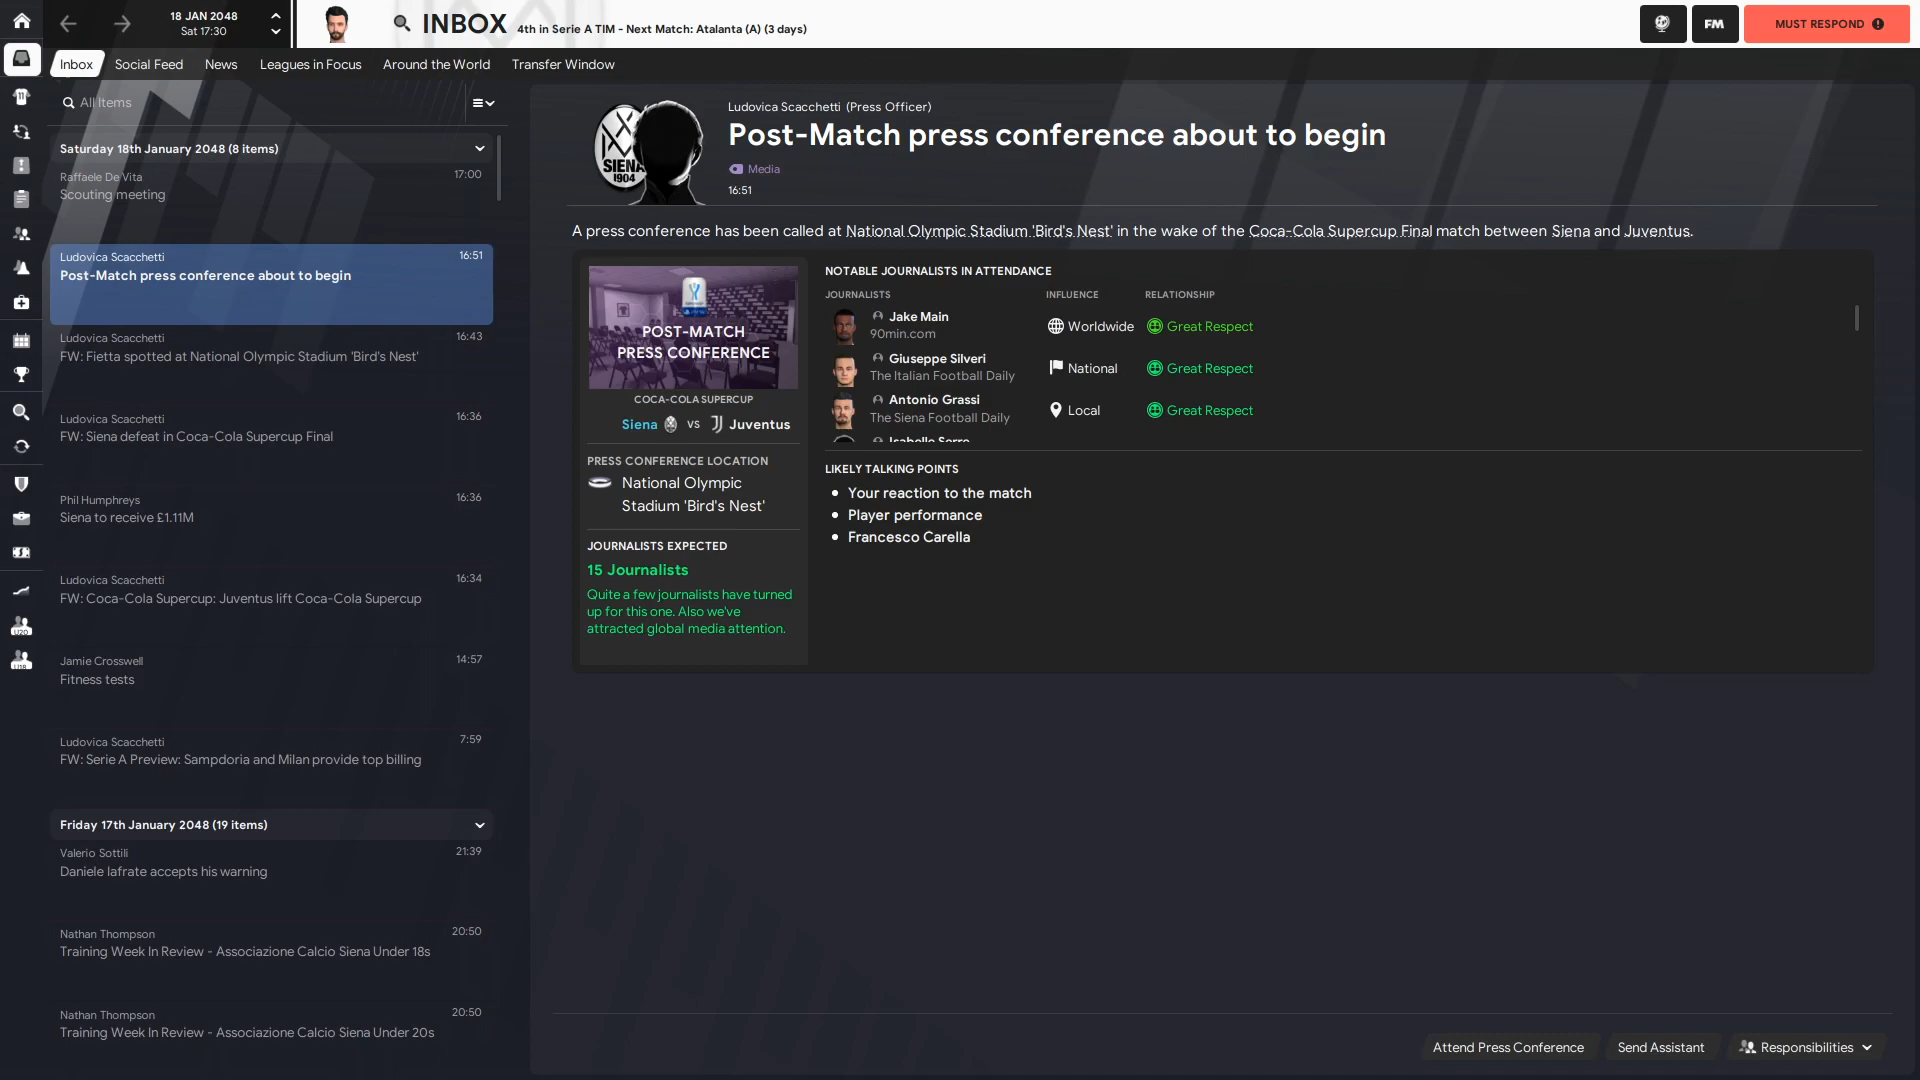 18 JAN 2048
Sat 17:30
INBOX
4th in Serie A TIM - Next Match: Atalanta (A) (3 days)
FM
MUST RESPOND
Inbox
Social Feed
News
Leagues in Focus
Around the World
Transfer Window
All Items
Saturday 18th January 2048 (8 items)
Raffaele De Vita
17:00
Scouting meeting
Ludovica Scacchetti
16:51
Post-Match press conference about to begin
Ludovica Scacchetti
16:43
FW: Fietta spotted at National Olympic Stadium 'Bird's Nest'
Ludovica Scacchetti
16:36
FW: Siena defeat in Coca-Cola Supercup Final
Phil Humphreys
16:36
Siena to receive £1.11M
Ludovica Scacchetti
16:34
FW: Coca-Cola Supercup: Juventus lift Coca-Cola Supercup
Jamie Crosswell
14:57
Fitness tests
Ludovica Scacchetti
7:59
FW: Serie A Preview: Sampdoria and Milan provide top billing
Friday 17th January 2048 (19 items)
Valerio Sottili
21:39
Daniele Iafrate accepts his warning
Nathan Thompson
20:50
Training Week In Review - Associazione Calcio Siena Under 18s
Nathan Thompson
20:50
Training Week In Review - Associazione Calcio Siena Under 20s
11
U20
U18
SIENA
1904
Ludovica Scacchetti (Press Officer)
Post-Match press conference about to begin
Media
16:51
A press conference has been called at National Olympic Stadium 'Bird's Nest' in the wake of the Coca-Cola Supercup Final match between Siena and Juventus.
POST-MATCH
PRESS CONFERENCE
COCA-COLA SUPERCUP
Siena VS Juventus
PRESS CONFERENCE LOCATION
National Olympic
Stadium 'Bird's Nest'
JOURNALISTS EXPECTED
15 Journalists
Quite a few journalists have turned
up for this one. Also we've
attracted global media attention.
NOTABLE JOURNALISTS IN ATTENDANCE
JOURNALISTS
INFLUENCE
RELATIONSHIP
Jake Main
90min.com
Worldwide
Great Respect
Giuseppe Silveri
The Italian Football Daily
National
Great Respect
Antonio Grassi
The Siena Football Daily
Local
Great Respect
LIKELY TALKING POINTS
Your reaction to the match
Player performance
Francesco Carella
Attend Press Conference
Send Assistant
Responsibilities